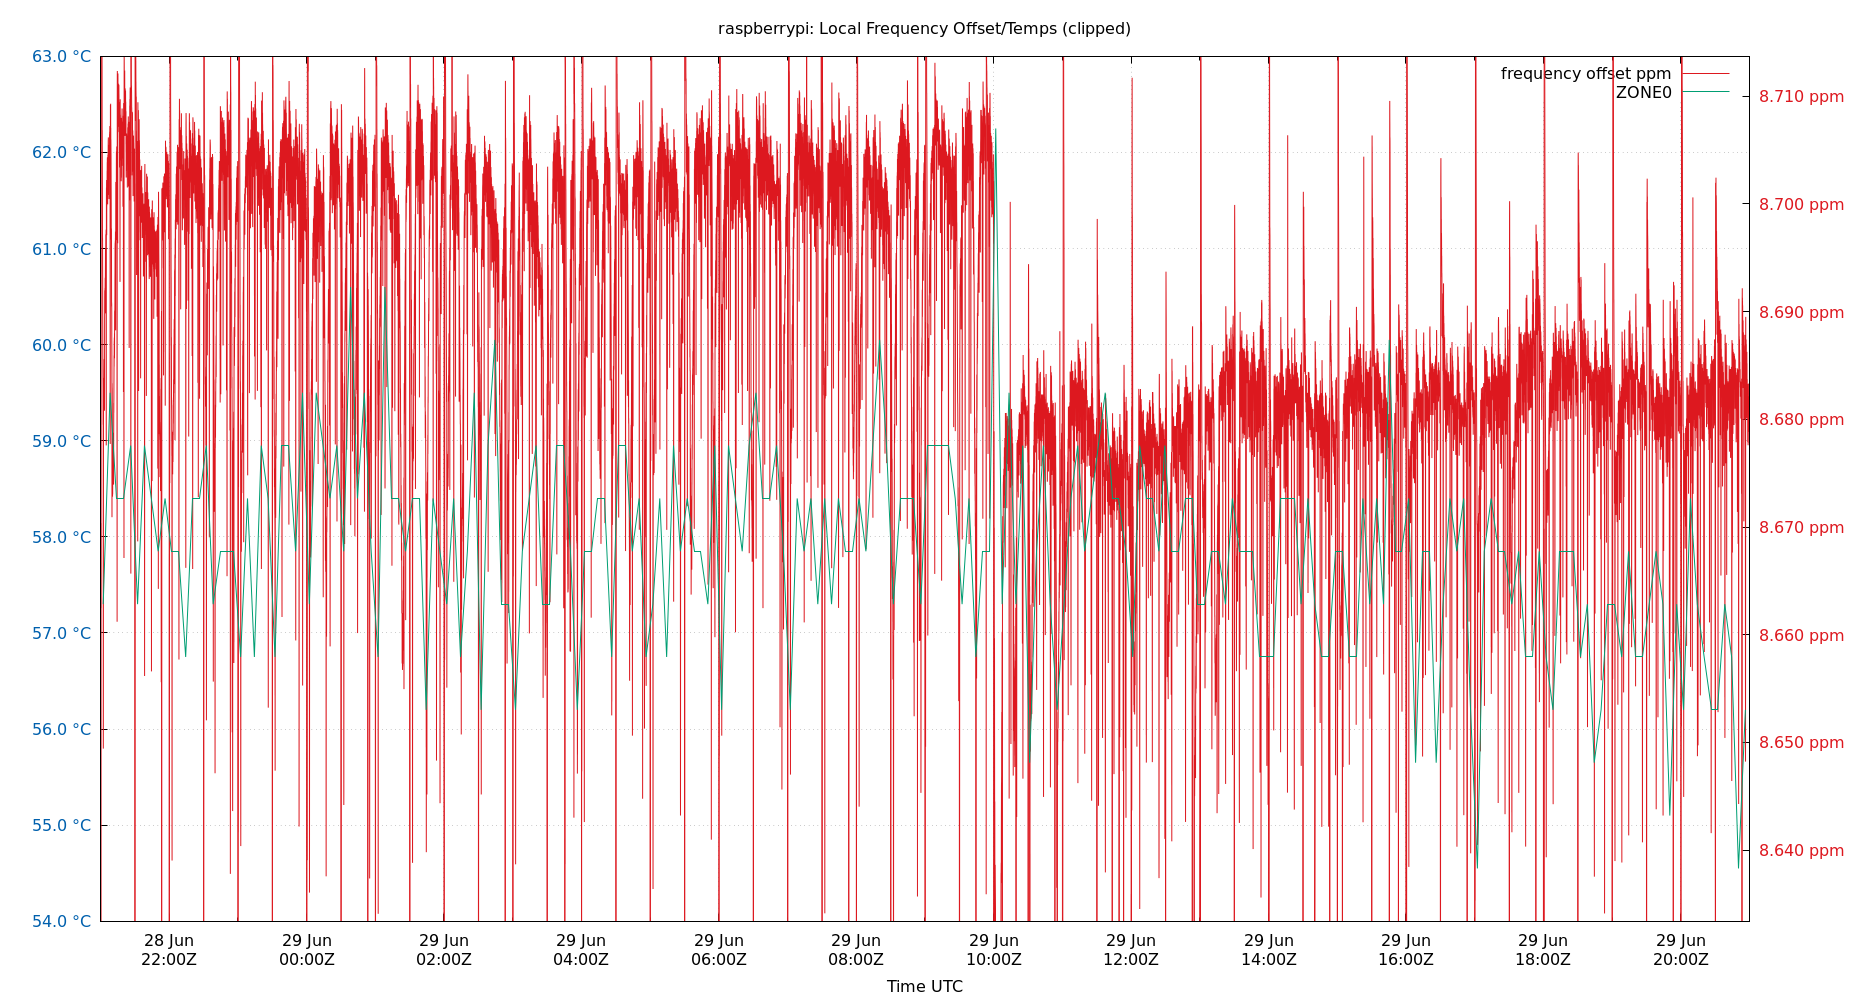 raspberrypi: Local Frequency Offset/Temps (clipped)
frequency offset ppm
ZONE0
63.0 °C
62.0 °C
61.0 °C
60.0 °C
59.0 °C
58.0 °C
57.0 °C
56.0 °C
55.0 °C
54.0 °C
8.710 ppm
8.700 ppm
8.690 ppm
8.680 ppm
8.670 ppm
8.660 ppm
8.650 ppm
8.640 ppm
28 Jun
22:00Z
29 Jun
00:00Z
29 Jun
02:00Z
29 Jun
04:00Z
29 Jun
06:00Z
29 Jun
08:00Z
29 Jun
10:00Z
29 Jun
12:00Z
29 Jun
14:00Z
29 Jun
16:00Z
29 Jun
18:00Z
29 Jun
20:00Z
Time UTC